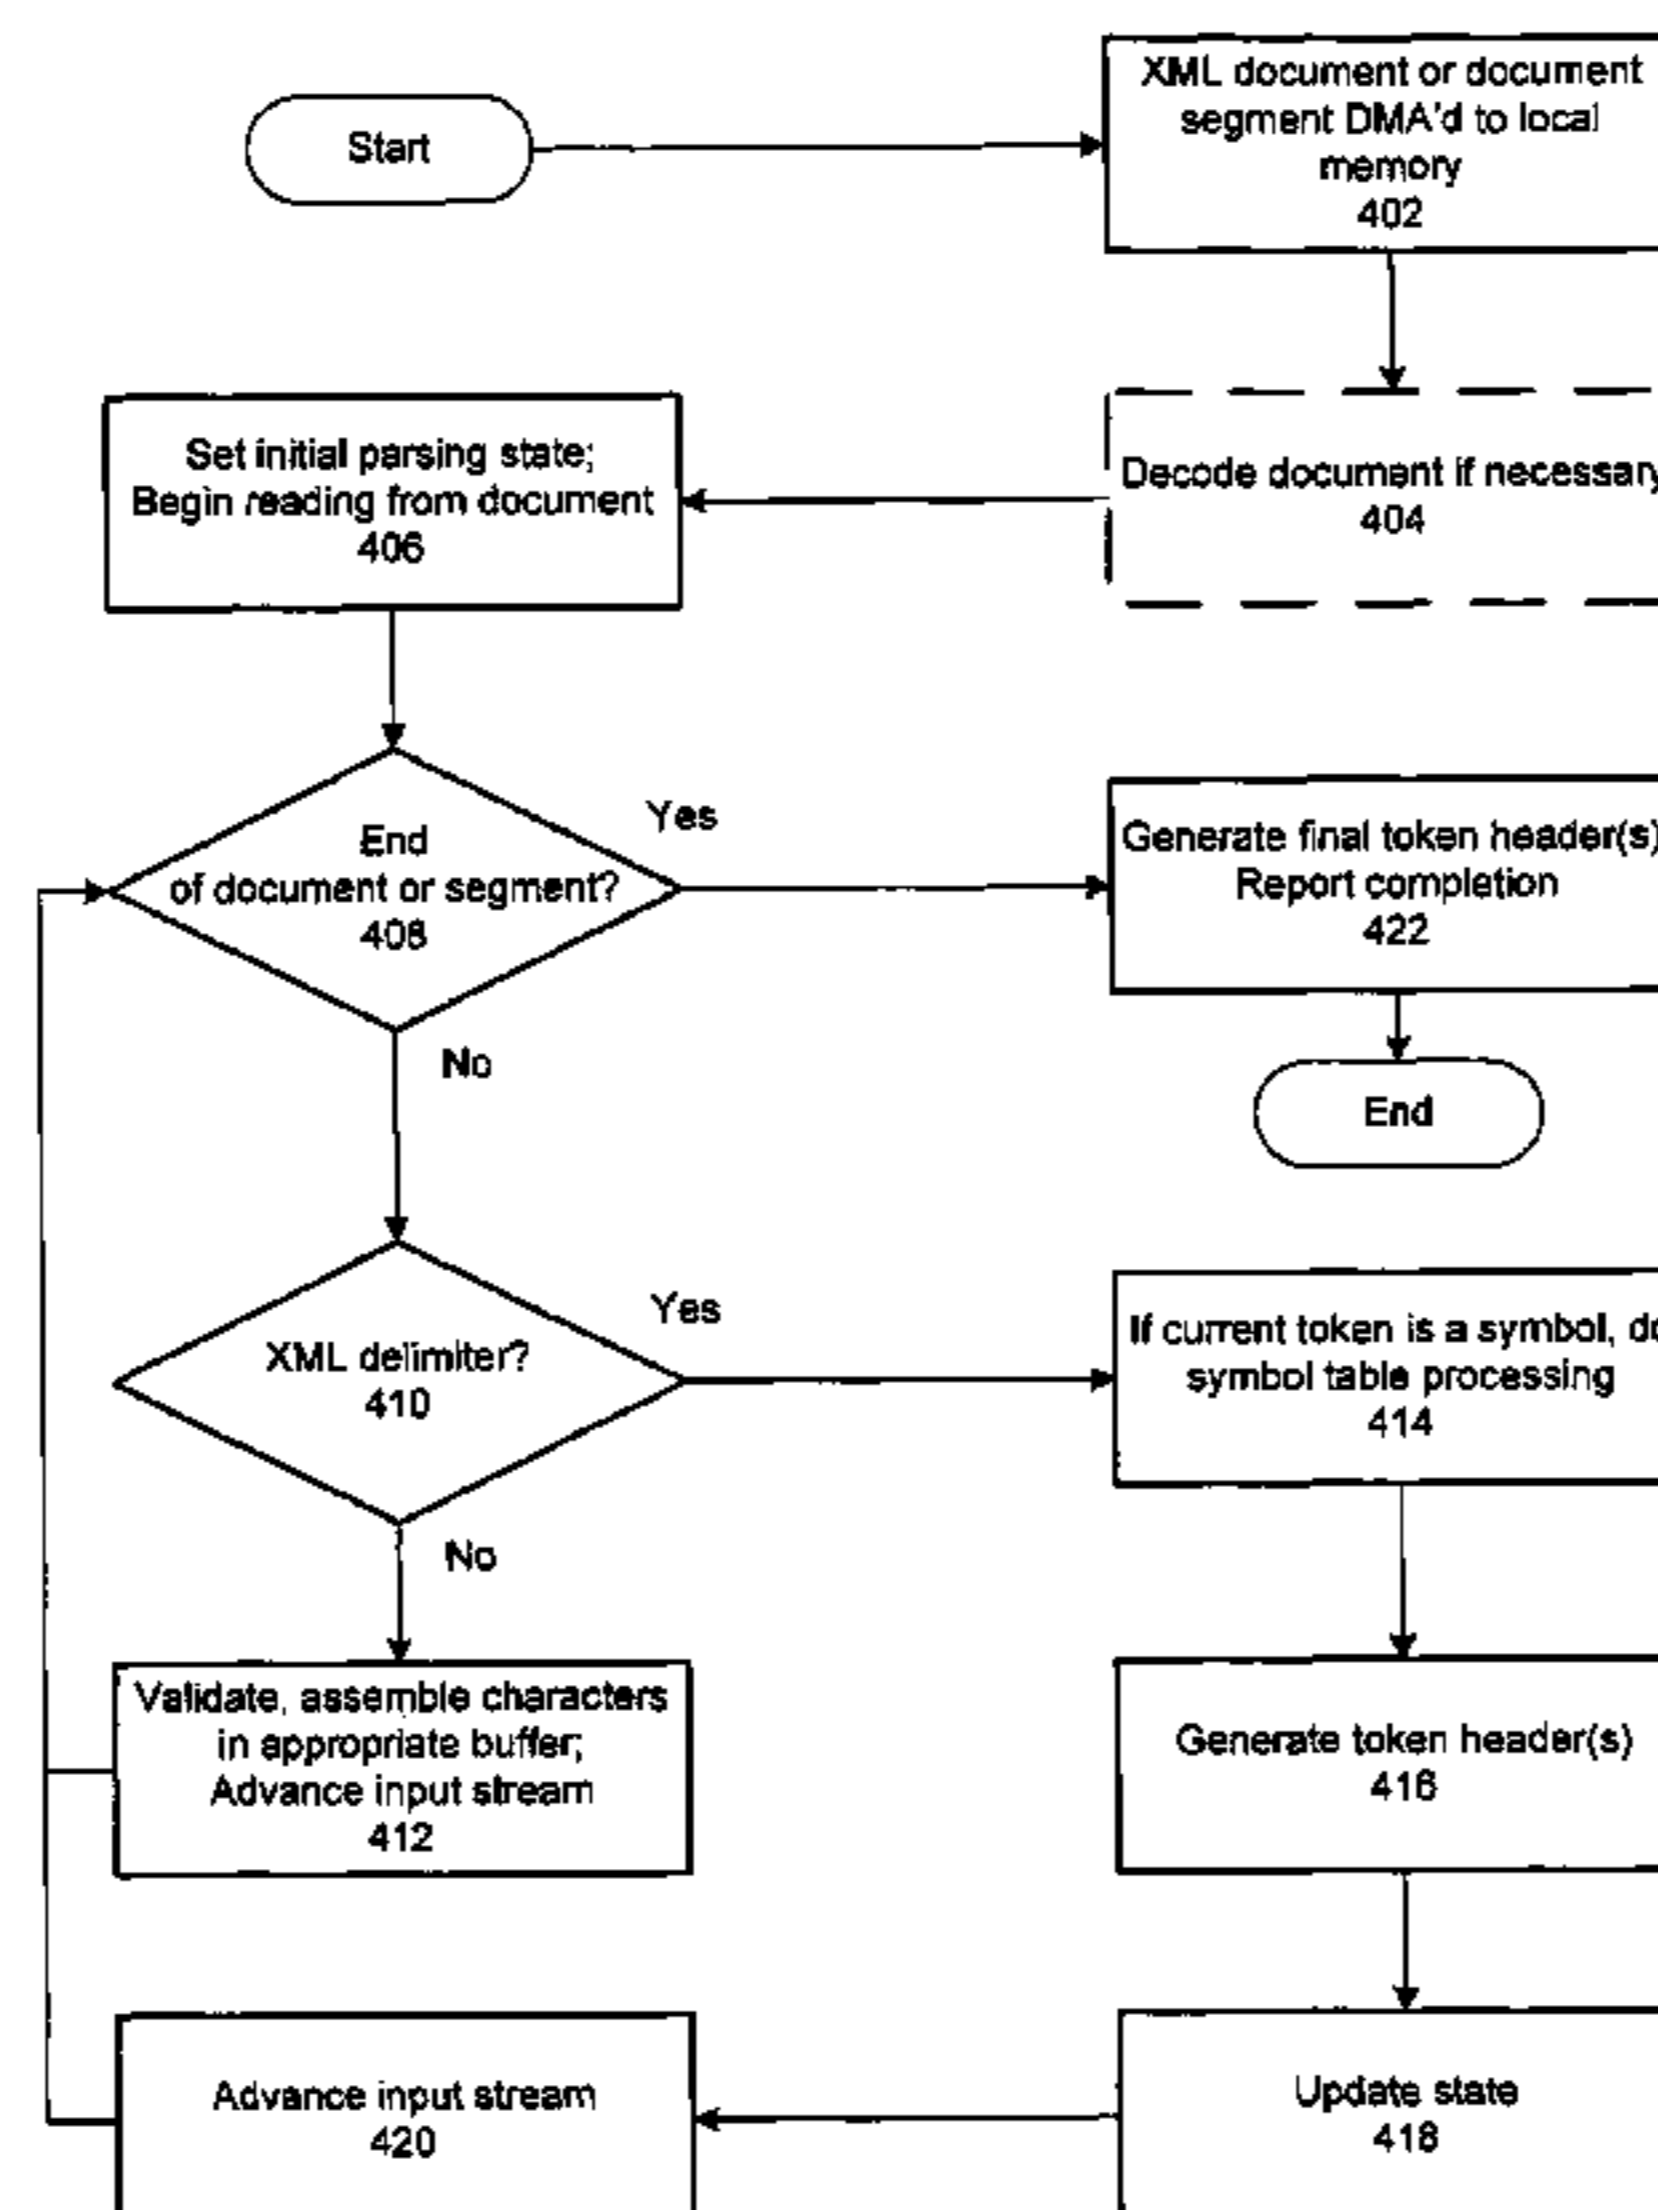 Start
XML document or document
segment DMA'd to local
memory
402
Set initial parsing state;
Begin reading from document
406
Decode document if necessary
404
End
of document or segment?
408
Yes
No
Generate final token header(s)
Report completion
422
End
XML delimiter?
410
Yes
No
If current token is a symbol, do
symbol table processing
414
Validate, assemble characters
in appropriate buffer;
Advance input stream
412
Generate token header(s)
416
Advance input stream
420
Update state
418